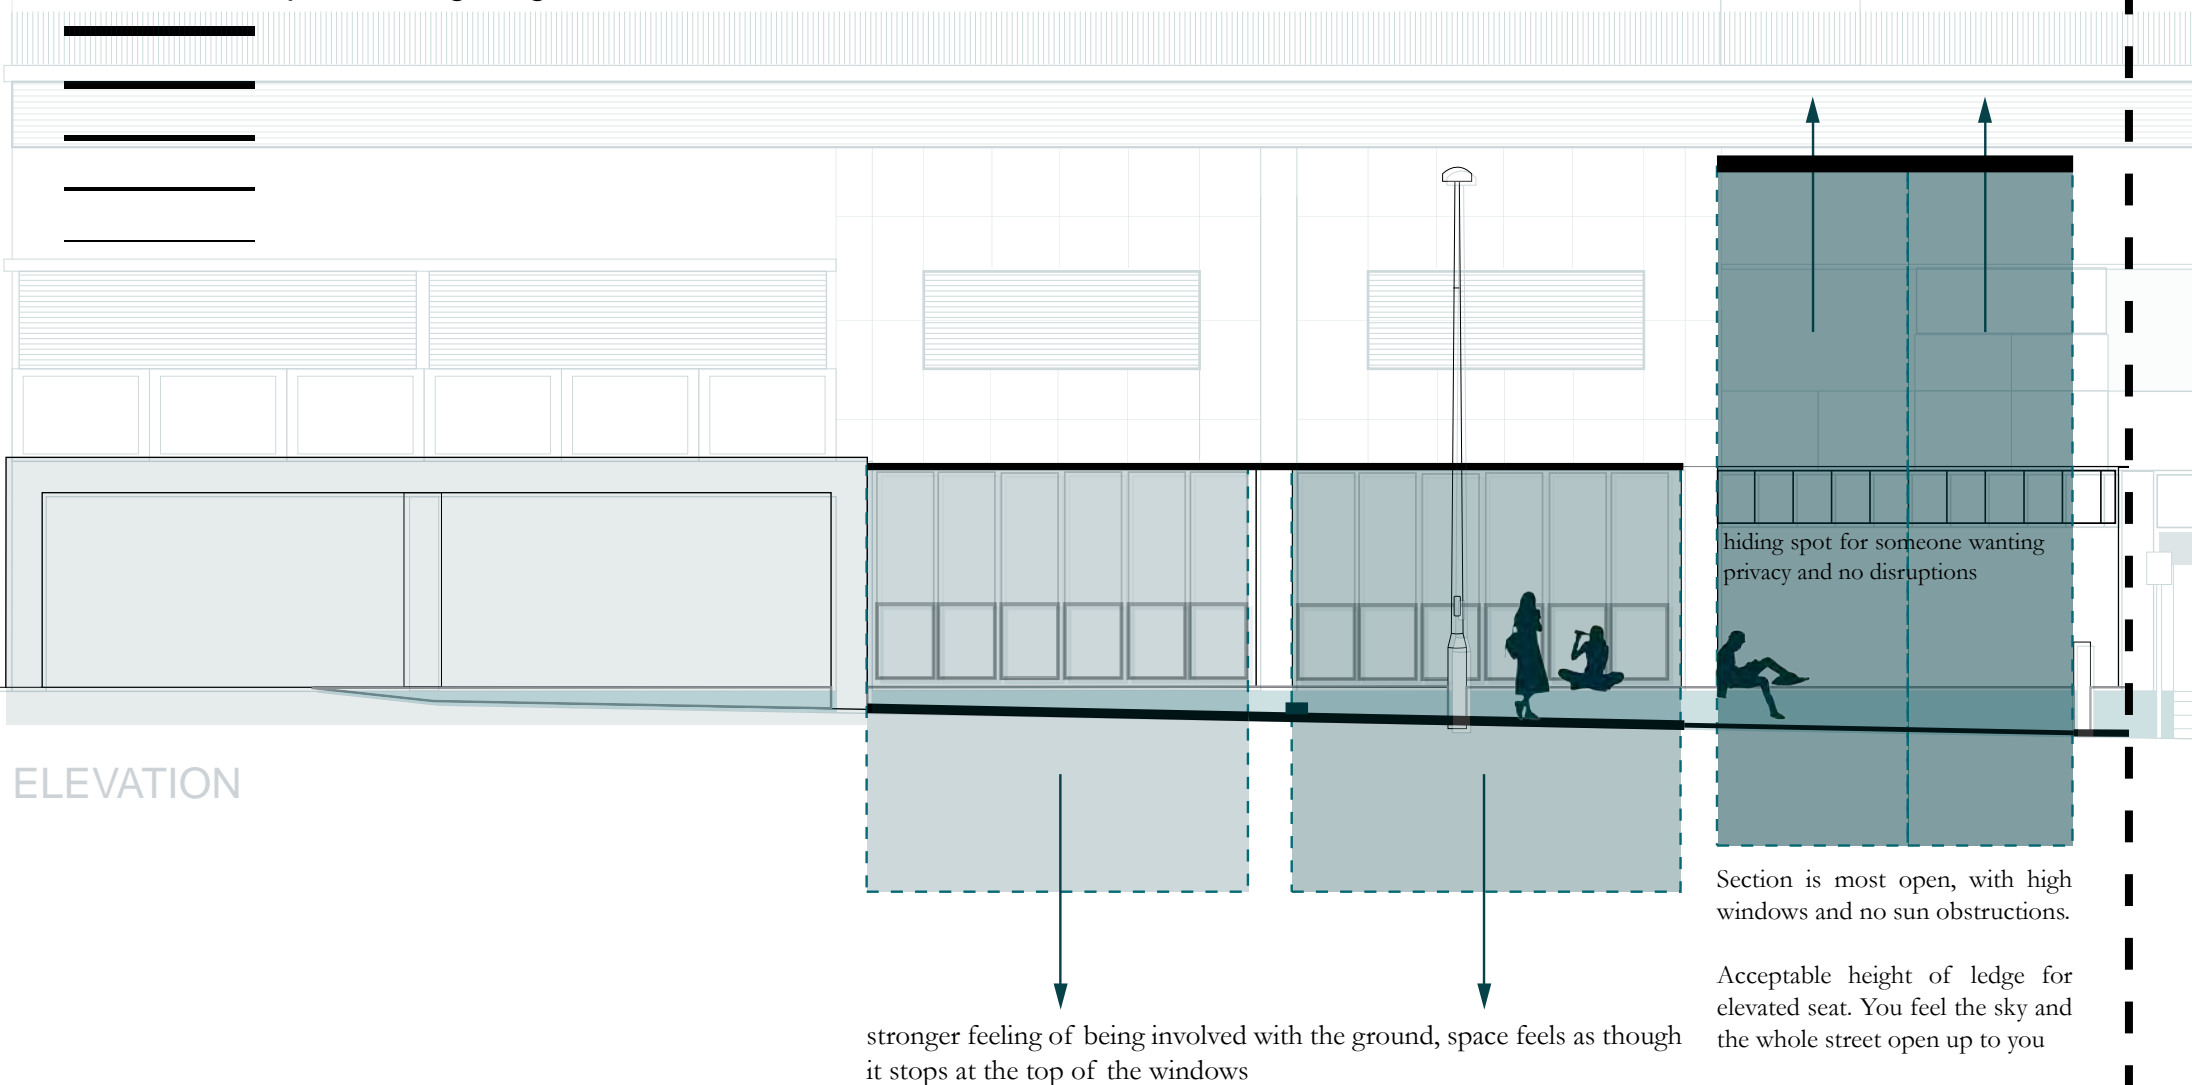 hiding spot for someone wanting
privacy and no disruptions
ELEVATION
Section is most open, with high
windows and no sun obstructions.
Acceptable height of ledge for
elevated seat. You feel the sky and
the whole street open up to you
stronger feeling of being involved with the ground, space feels as though
it stops at the top of the windows